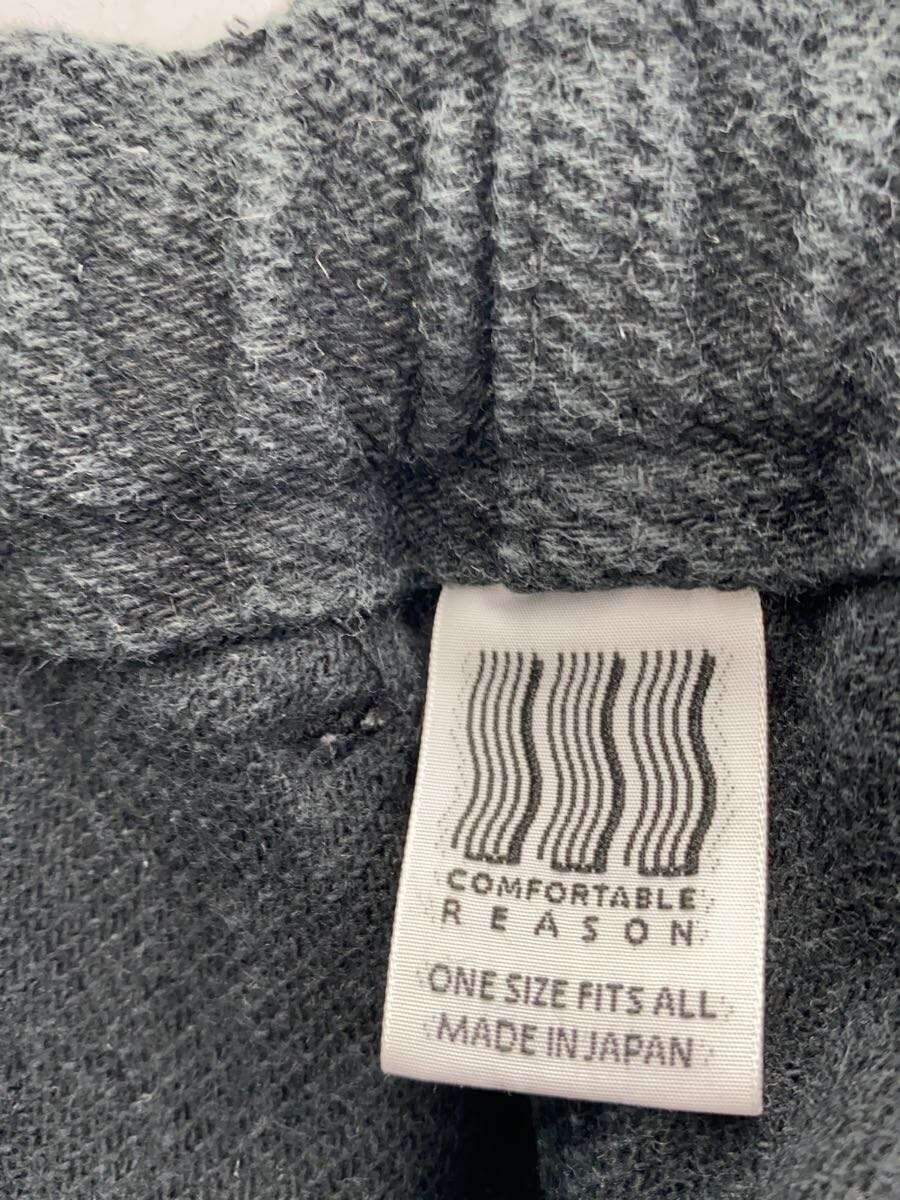 COMFORTABLE
REASON
ONE SIZE FITS ALL
MADE IN JAPAN